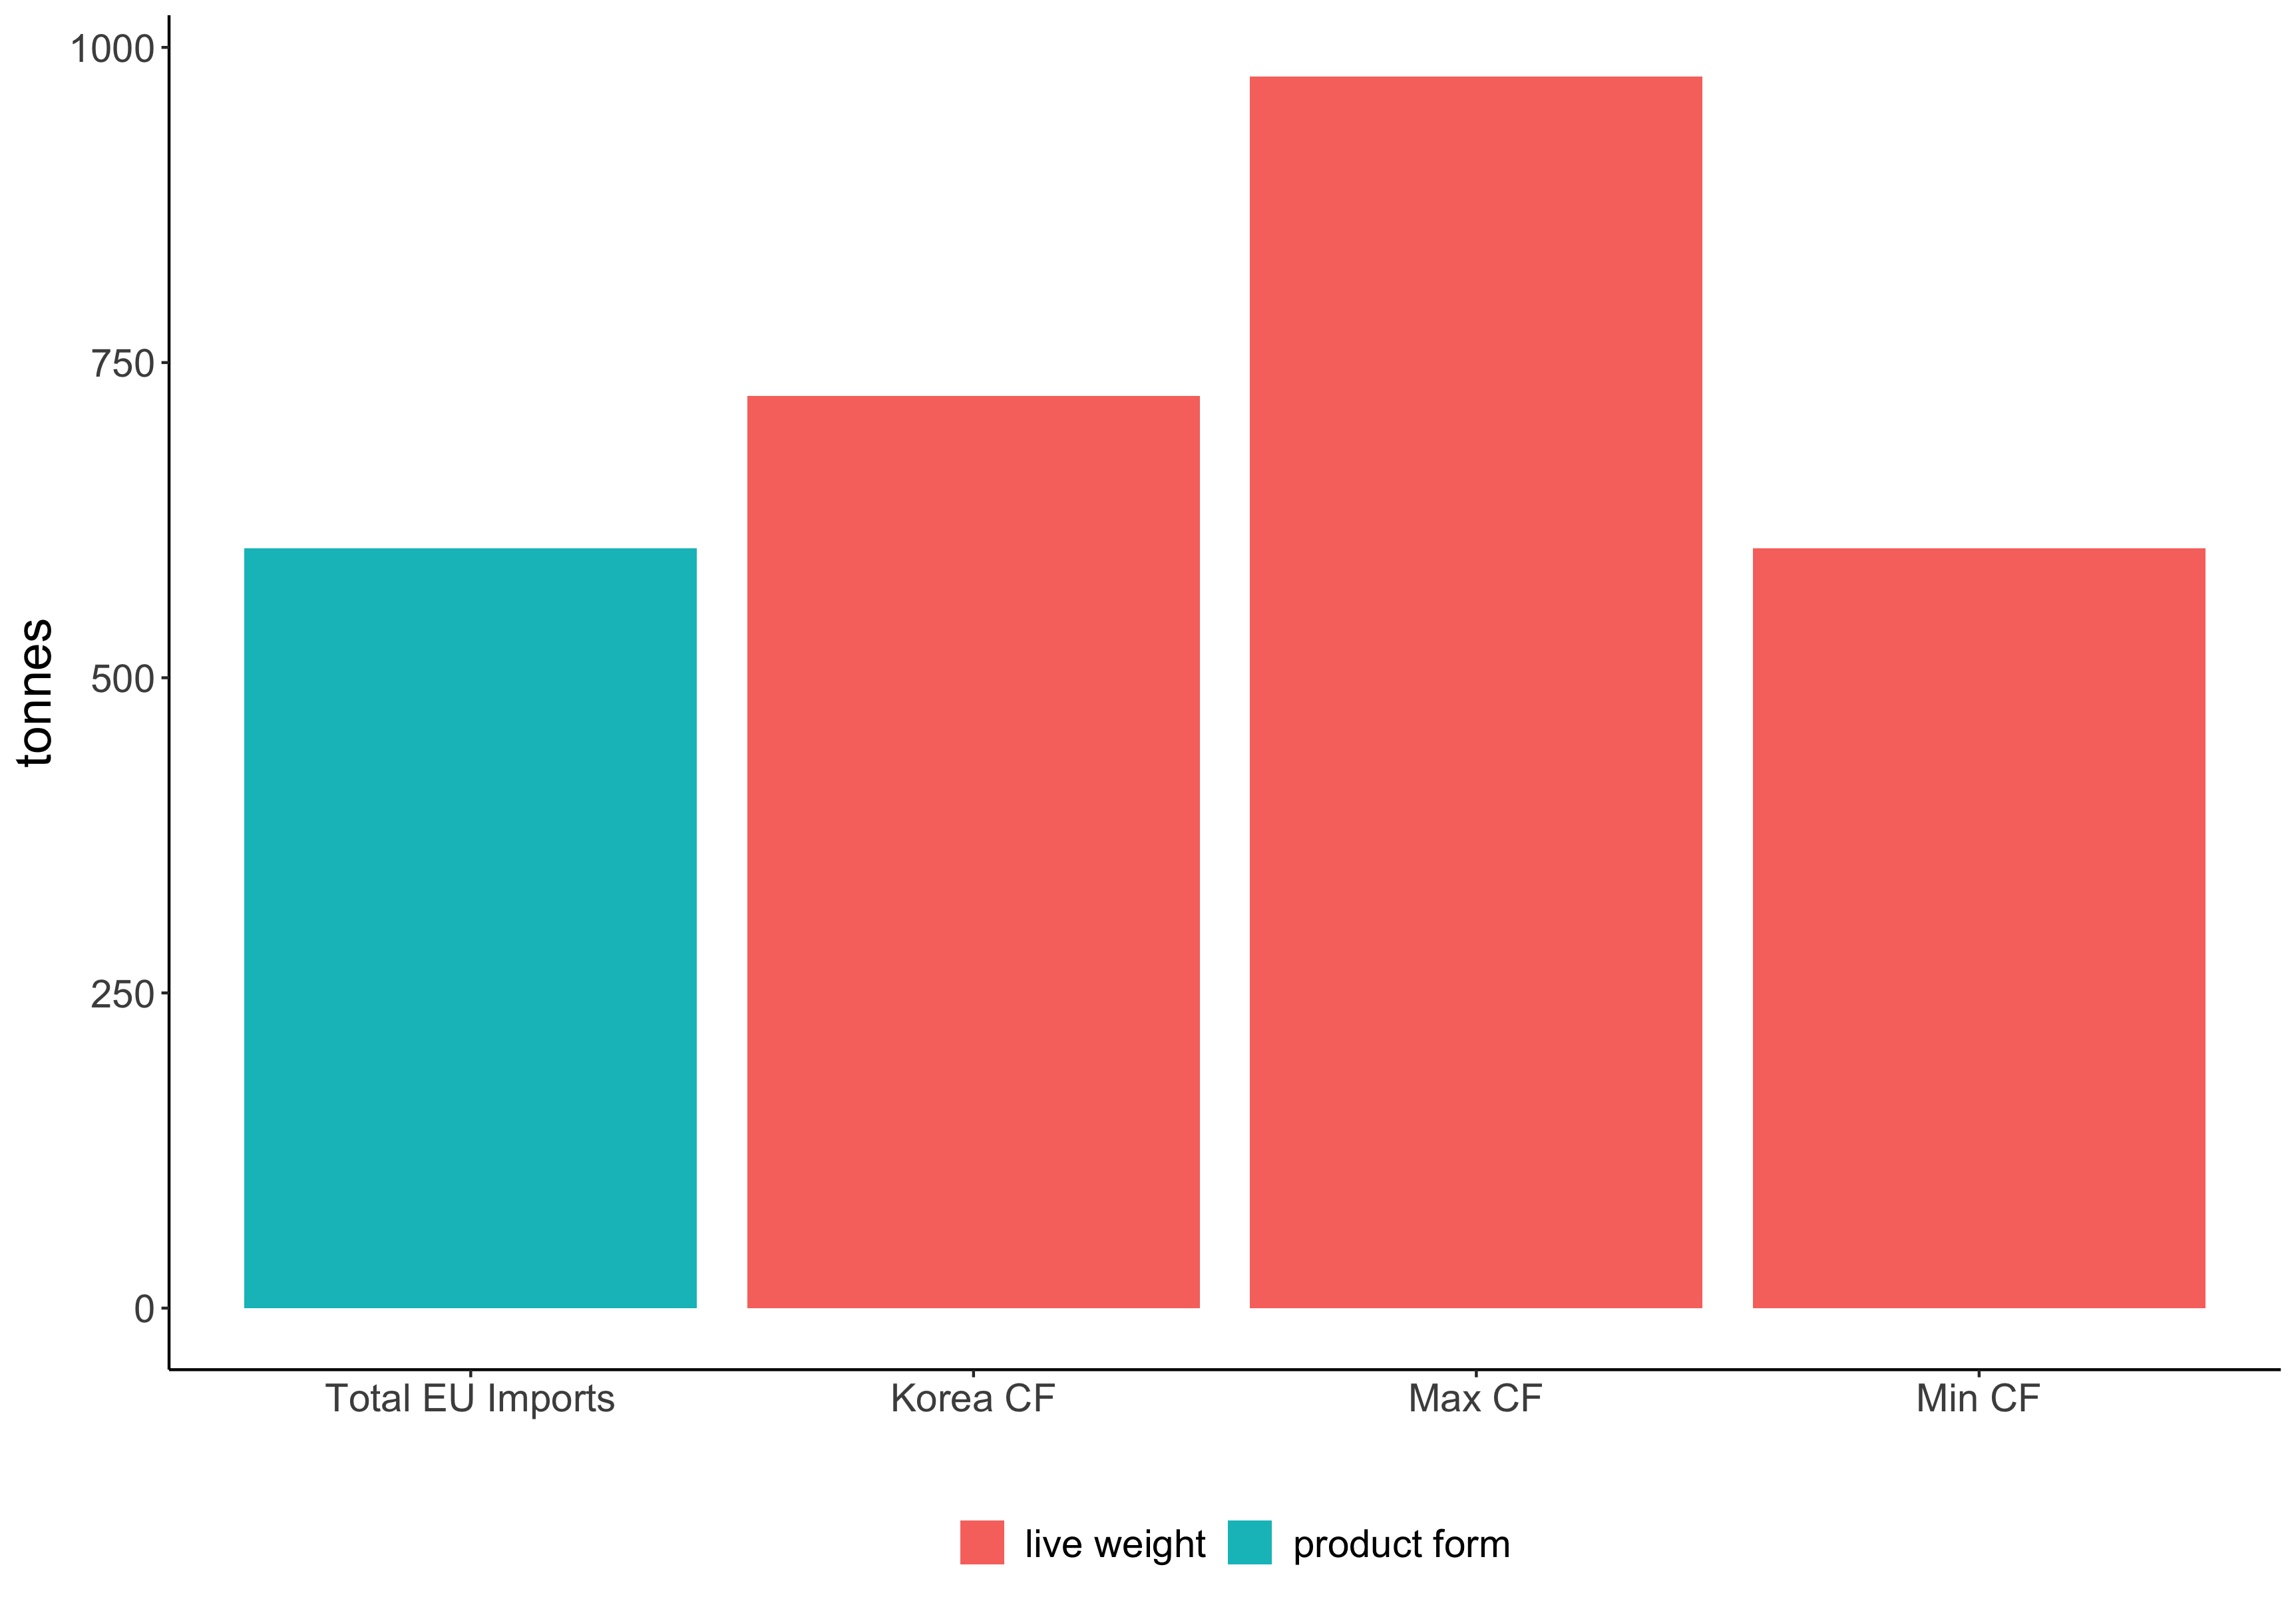 1000
750
500
250
0
tonnes
Total EU Imports
Korea CF
Max CF
Min CF
live weight
product form